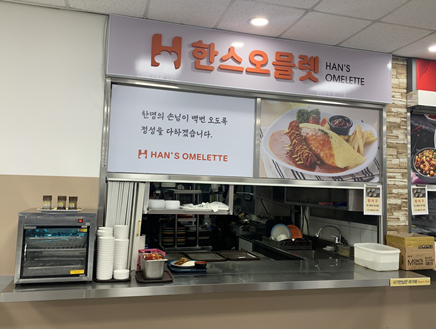 한스오믈렛
HAN'S
OMELETTE
한명의 손님이 백번 오도록
정성을 다하겠습니다.
HAN'S OMELETTE